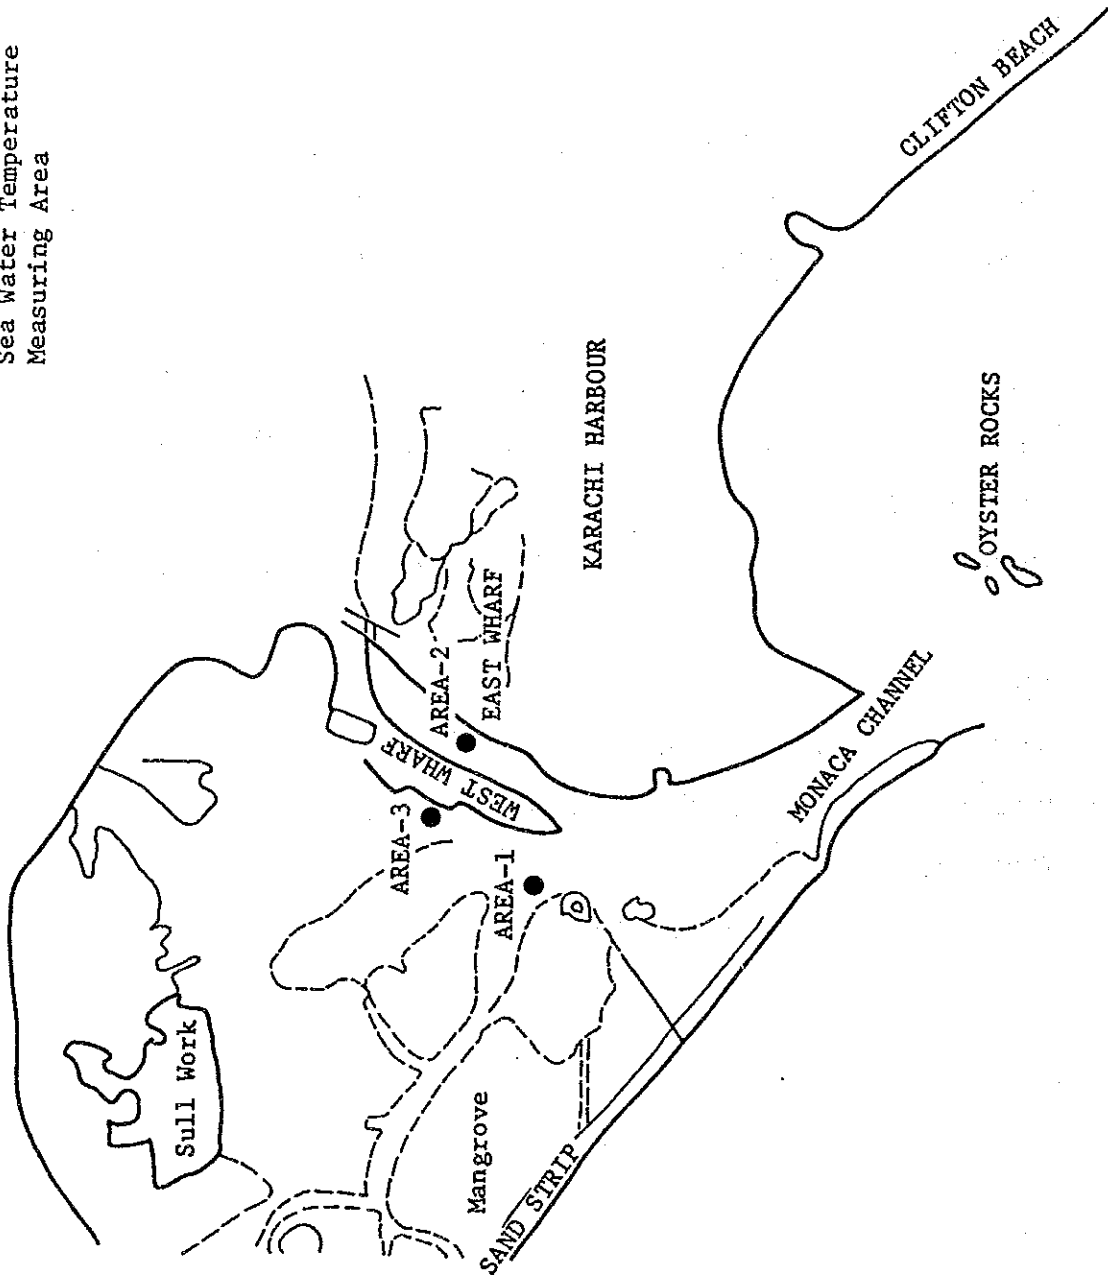 Sea Water Temperature
Measuring Area
CLIFTON BEACH
KARACHI HARBOUR
OYSTER ROCKS
EAST WHARF
AREA-2
WEST WHARF
AREA-3
AREA-1
MONACA CHANNEL
Sull Work
Mangrove
SAND STRIP